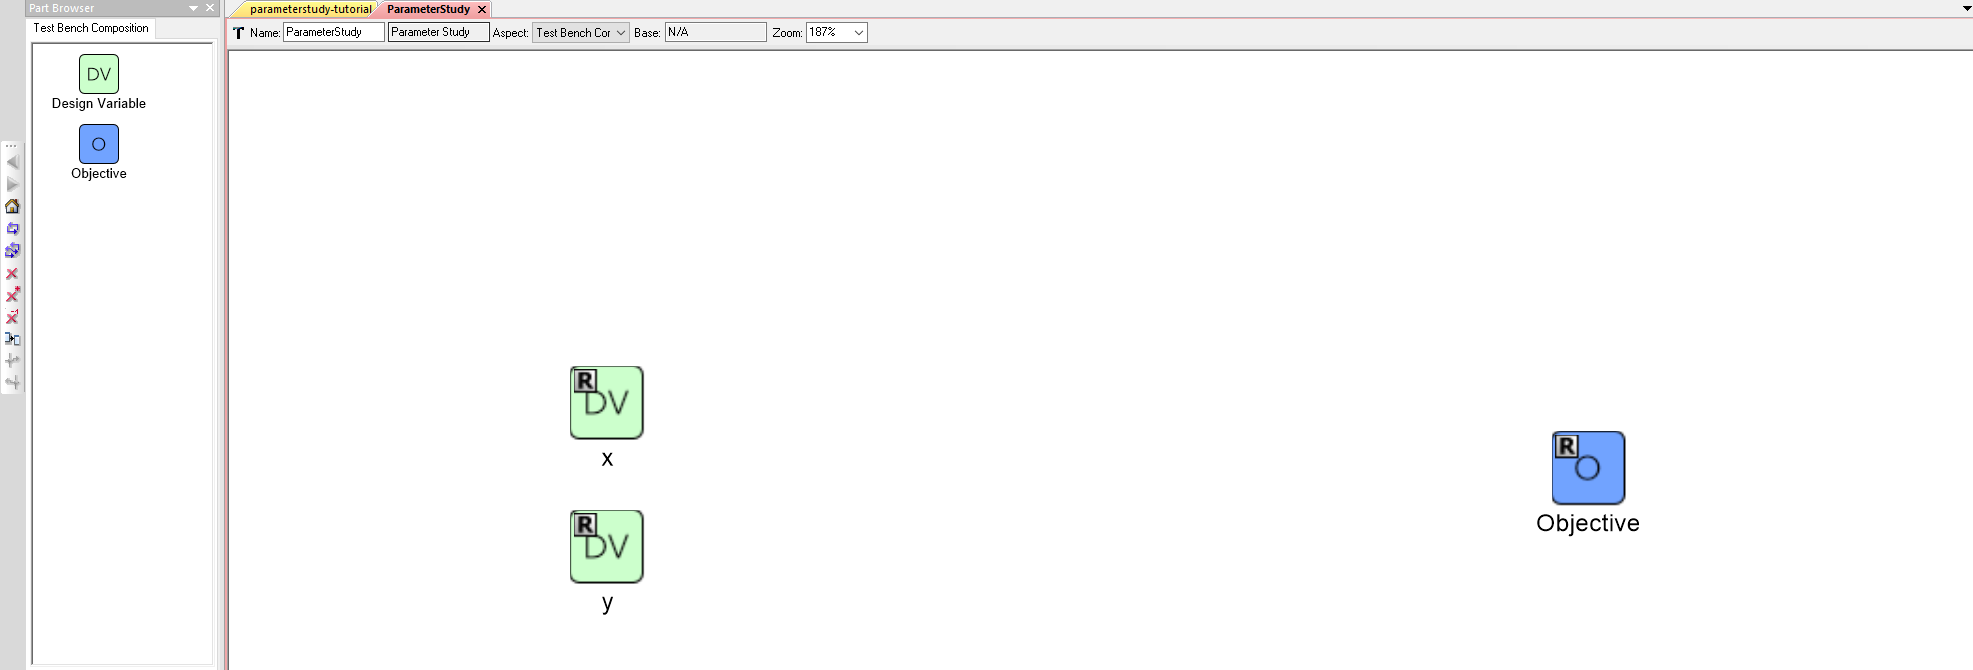 Part Browser
Test Bench Composition
DV
Design Variable
O
Objective
parameterstudy-tutorial
ParameterStudy
Name: ParameterStudy Parameter Study Aspect: Test Bench Cor Base: N/A Zoom: 187%
R
DV
x
R
DV
y
R
O
Objective